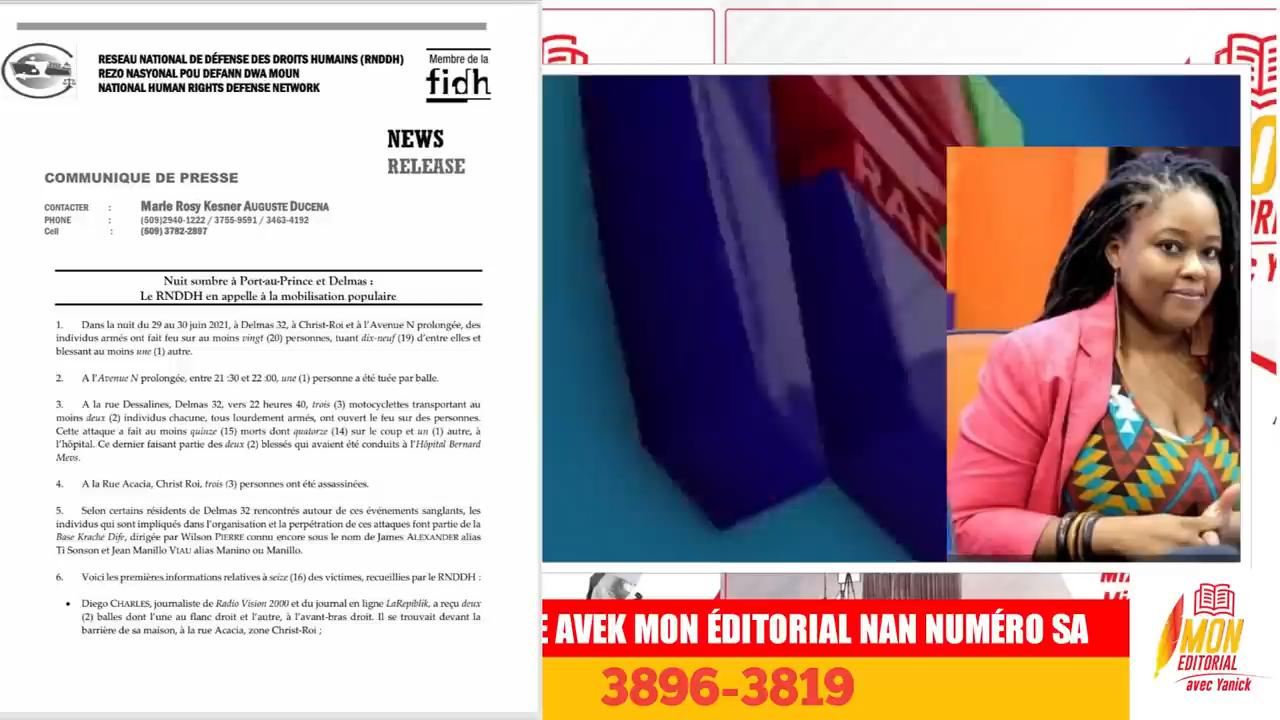 RESEAU NATIONAL DE DÉFENSE DES DROITS HUMAINS (RNDDH)
REZO NASYONAL POU DEFANN DWA MOUN
NATIONAL HUMAN RIGHTS DEFENSE NETWORK
Membre de la
fidh
NEWS
RELEASE
COMMUNIQUE DE PRESSE
CONTACTER : Marie Rosy Kesner AUGUSTE DUCENA
PHONE : (509)2940-1222 / 3755-9591 / 3463-4192
Cell : (509) 3782-2897
Nuit sombre à Port-au-Prince et Delmas :
Le RNDDH en appelle à la mobilisation populaire
1. Dans la nuit du 29 au 30 juin 2021, à Delmas 32, à Christ-Roi et à l'Avenue N prolongée, des
individus armés ont fait feu sur au moins vingt (20) personnes, tuant dix-neuf (19) d'entre elles et
blessant au moins une (1) autre.
2. A l'Avenue N prolongée, entre 21 :30 et 22 :00, une (1) personne a été tuée par balle.
3. A la rue Dessalines, Delmas 32, vers 22 heures 40, trois (3) motocyclettes transportant au
moins deux (2) individus chacune, tous lourdement armés, ont ouvert le feu sur des personnes.
Cette attaque a fait au moins quinze (15) morts dont quatorze (14) sur le coup et un (1) autre, à
l'hôpital. Ce dernier faisant partie des deux (2) blessés qui avaient été conduits à l'Hôpital Bernard
Mevs.
4. A la Rue Acacia, Christ Roi, trois (3) personnes ont été assassinées.
5. Selon certains résidents de Delmas 32 rencontrés autour de ces événements sanglants, les
individus qui sont impliqués dans l'organisation et la perpétration de ces attaques font partie de la
Base Krache Dife, dirigée par Wilson PIERRE connu encore sous le nom de James ALEXANDER alias
Ti Sonson et Jean Manillo VIAU alias Manino ou Manillo.
6. Voici les premières informations relatives à seize (16) des victimes, recueillies par le RNDDH :
• Diego CHARLES, journaliste de Radio Vision 2000 et du journal en ligne LaRepiblik, a reçu deux
(2) balles dont l'une au flanc droit et l'autre, à l'avant-bras droit. Il se trouvait devant la
barrière de sa maison, à la rue Acacia, zone Christ-Roi ;
RAD
E AVEK MON ÉDITORIAL NAN NUMÉRO SA
3896-3819
MON
EDITORIAL
avec Yanick